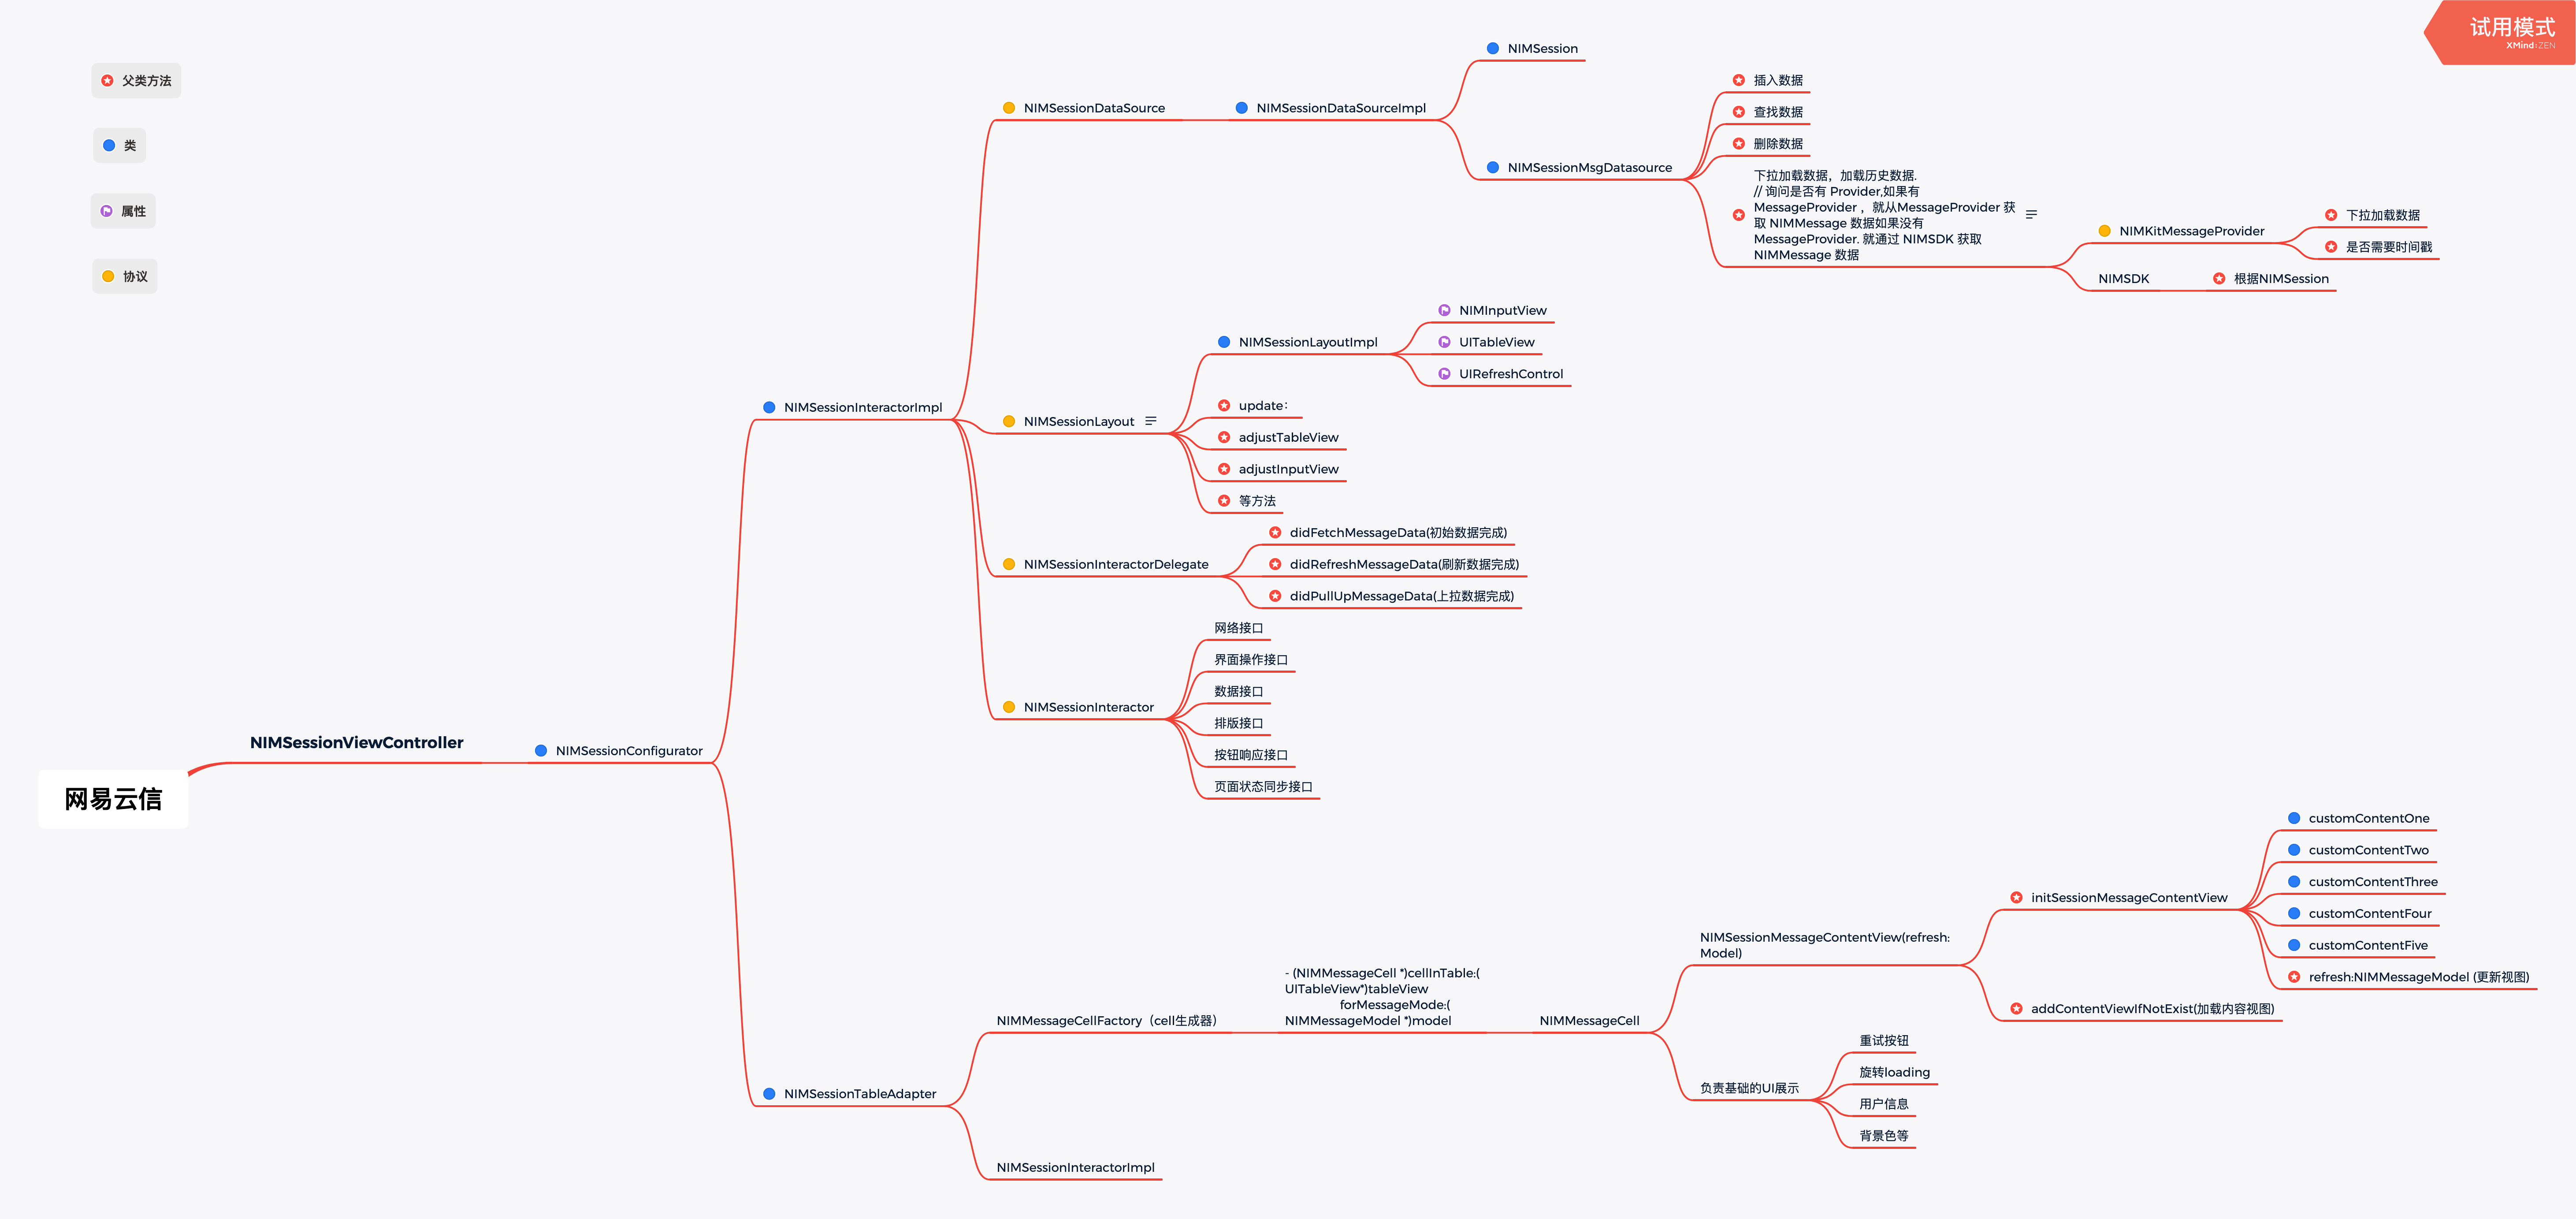 试用模式
XMind:ZEN
父类方法
类
属性
协议
网易云信
NIMSessionViewController
NIMSessionConfigurator
NIMSessionInteractorImpl
NIMSessionDataSource
NIMSessionDataSourceImpl
NIMSession
NIMSessionMsgDatasource
插入数据
查找数据
删除数据
下拉加载数据，加载历史数据.
// 询问是否有 Provider,如果有
MessageProvider ，就从MessageProvider 获
取 NIMMessage 数据如果没有
MessageProvider. 就通过 NIMSDK 获取
NIMMessage 数据
NIMKitMessageProvider
下拉加载数据
是否需要时间戳
NIMSDK
根据NIMSession
NIMSessionLayout
NIMSessionLayoutImpl
NIMInputView
UITableView
UIRefreshControl
update：
adjustTableView
adjustInputView
等方法
NIMSessionInteractorDelegate
didFetchMessageData(初始数据完成)
didRefreshMessageData(刷新数据完成)
didPullUpMessageData(上拉数据完成)
NIMSessionInteractor
网络接口
界面操作接口
数据接口
排版接口
按钮响应接口
页面状态同步接口
NIMSessionTableAdapter
NIMMessageCellFactory（cell生成器）
- (NIMMessageCell *)cellInTable:(
UITableView*)tableView
forMessageMode:(
NIMMessageModel *)model
NIMMessageCell
NIMSessionMessageContentView(refresh:
Model)
initSessionMessageContentView
customContentOne
customContentTwo
customContentThree
customContentFour
customContentFive
refresh:NIMMessageModel (更新视图)
addContentViewIfNotExist(加载内容视图)
负责基础的UI展示
重试按钮
旋转loading
用户信息
背景色等
NIMSessionInteractorImpl